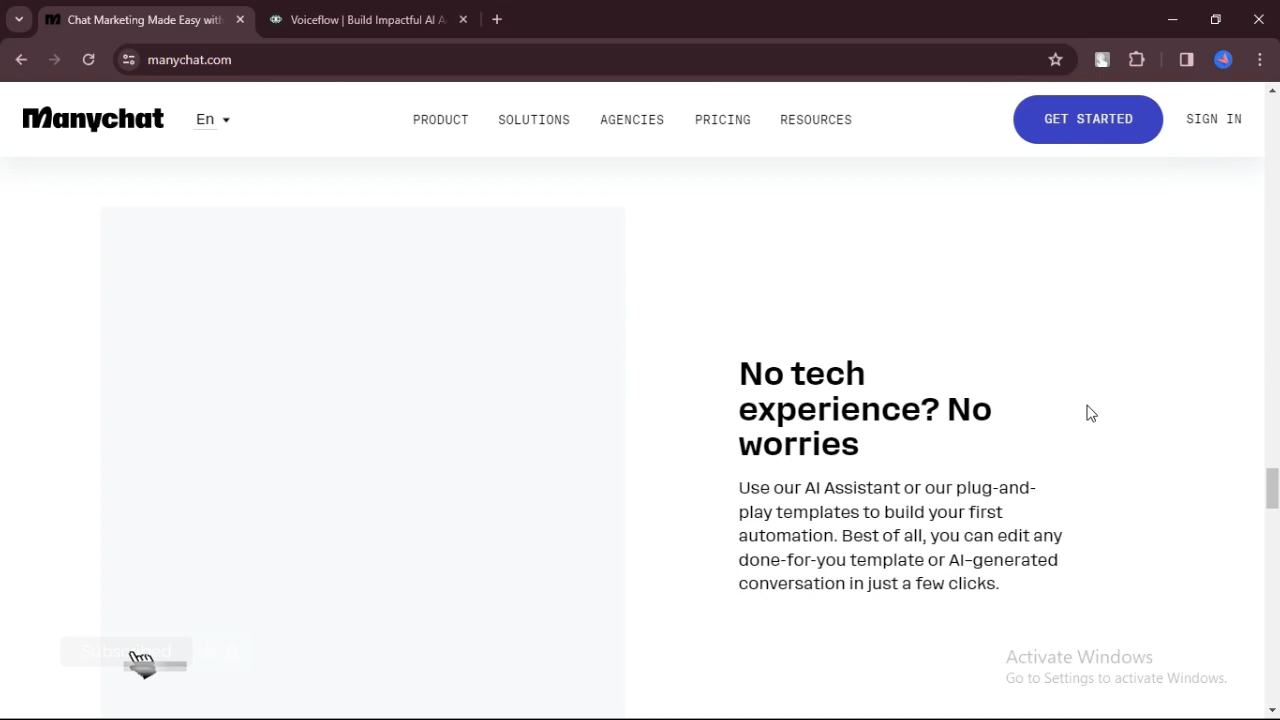 Chat Marketing Made Easy with
Voiceflow | Build Impactful AI A
manychat.com
Manychat
En
PRODUCT
SOLUTIONS
AGENCIES
PRICING
RESOURCES
GET STARTED
SIGN IN
No tech
experience? No
worries
Use our AI Assistant or our plug-and-
play templates to build your first
automation. Best of all, you can edit any
done-for-you template or AI-generated
conversation in just a few clicks.
Subscribed
Activate Windows
Go to Settings to activate Windows.